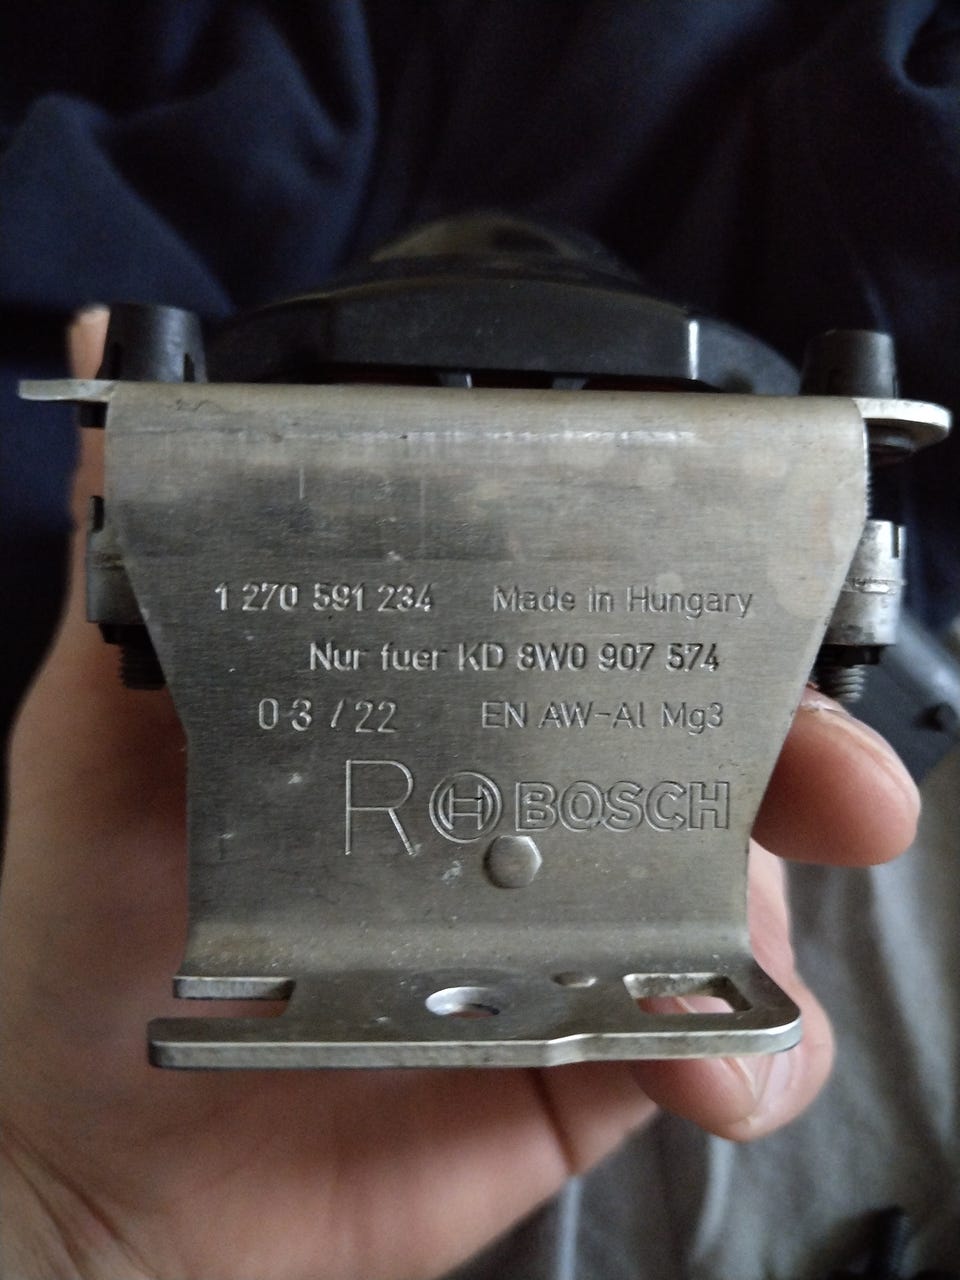 1 270 591 234 Made in Hungary
Nur fuer KD 8W0 907 574
03/22 EN AW-Al Mg3
R BOSCH